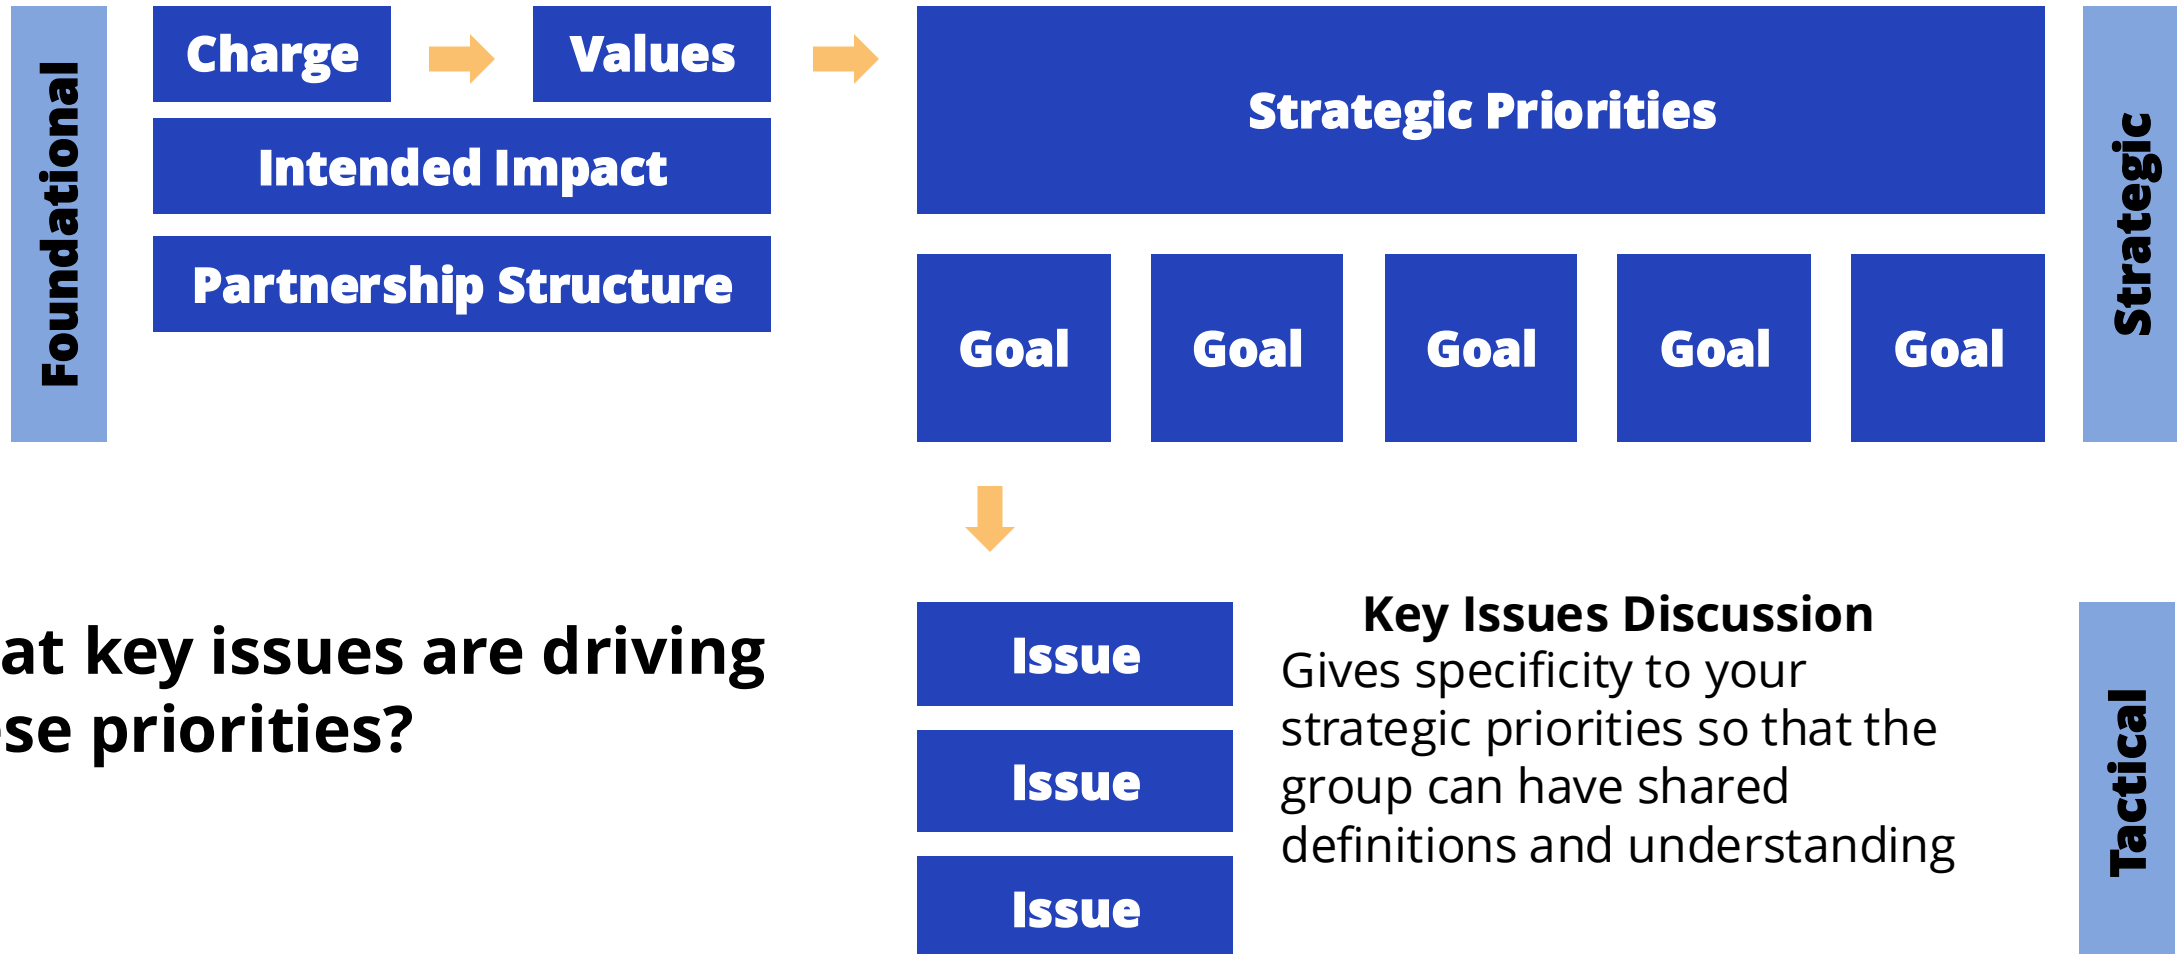 Foundational
Charge
Values
Intended Impact
Partnership Structure
Strategic Priorities
Goal
Goal
Goal
Goal
Goal
Strategic
at key issues are driving
se priorities?
Issue
Issue
Issue
Key Issues Discussion
Gives specificity to your
strategic priorities so that the
group can have shared
definitions and understanding
Tactical